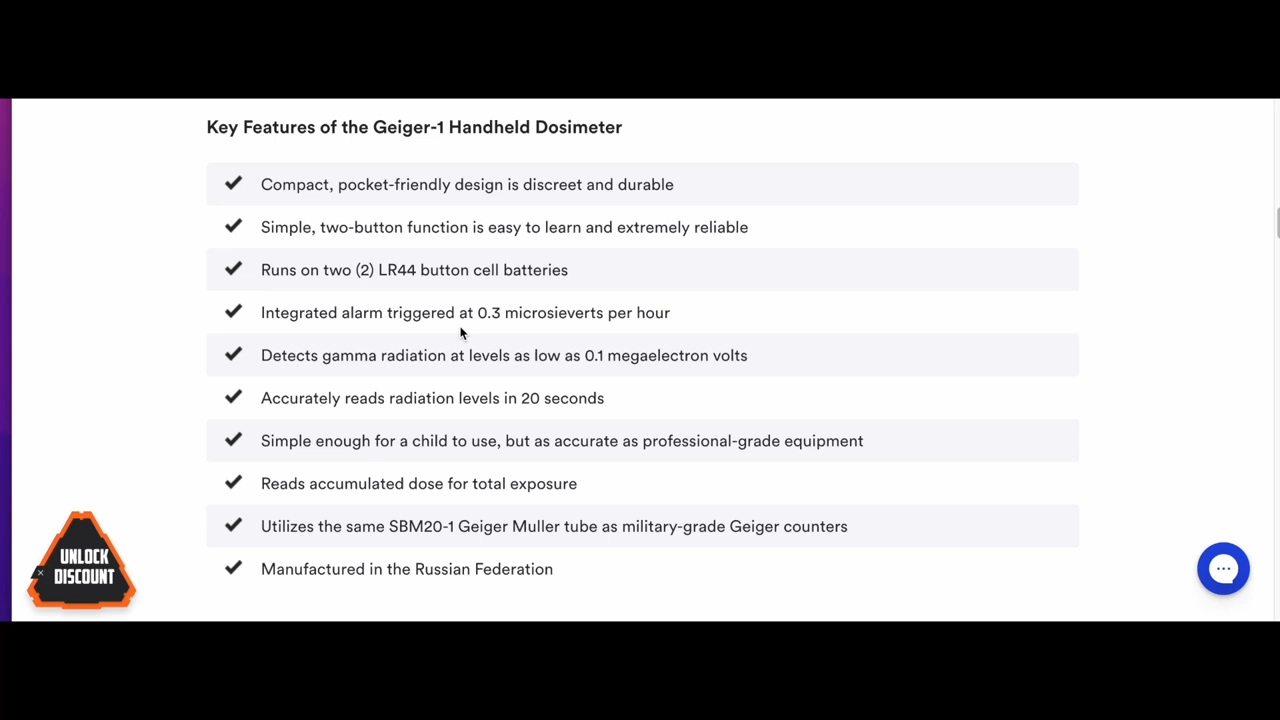 Key Features of the Geiger-1 Handheld Dosimeter
Compact, pocket-friendly design is discreet and durable
Simple, two-button function is easy to learn and extremely reliable
Runs on two (2) LR44 button cell batteries
Integrated alarm triggered at 0.3 microsieverts per hour
Detects gamma radiation at levels as low as 0.1 megaelectron volts
Accurately reads radiation levels in 20 seconds
Simple enough for a child to use, but as accurate as professional-grade equipment
Reads accumulated dose for total exposure
Utilizes the same SBM20-1 Geiger Muller tube as military-grade Geiger counters
Manufactured in the Russian Federation
UNLOCK
DISCOUNT